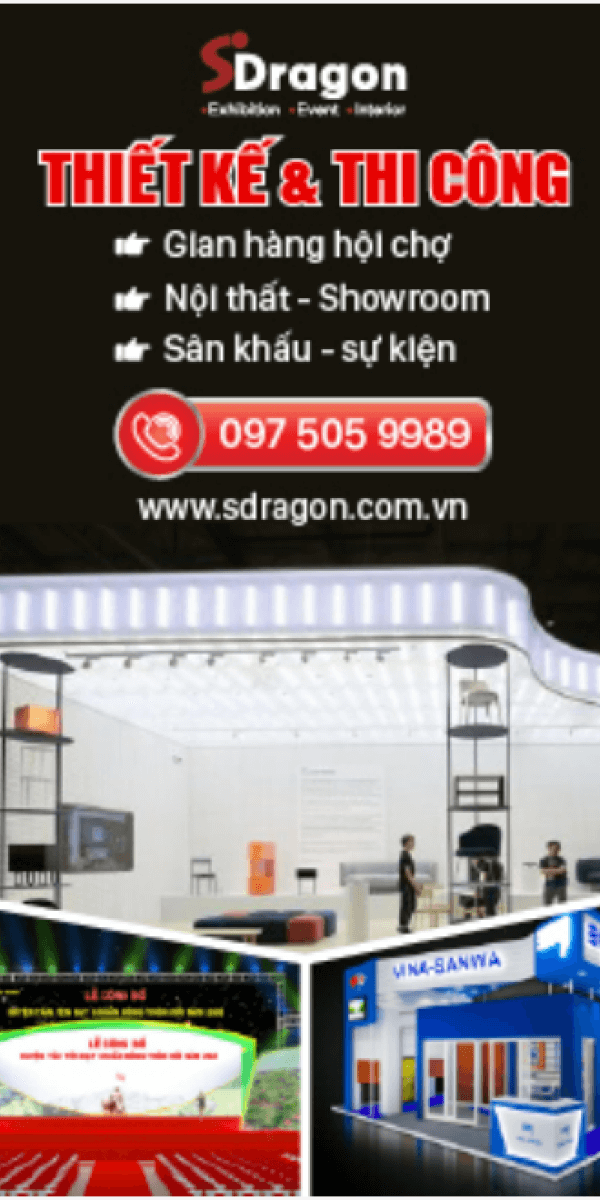 SDragon
Exhibition Event Interior
THIẾT KẾ & THI CÔNG
Gian hàng hội chợ
Nội thất - Showroom
Sân khấu - sự kiện
097 505 9989
www.sdragon.com.vn
LỄ CÔNG BỐ
LỄ CÔNG BỐ
VINA-SANWA